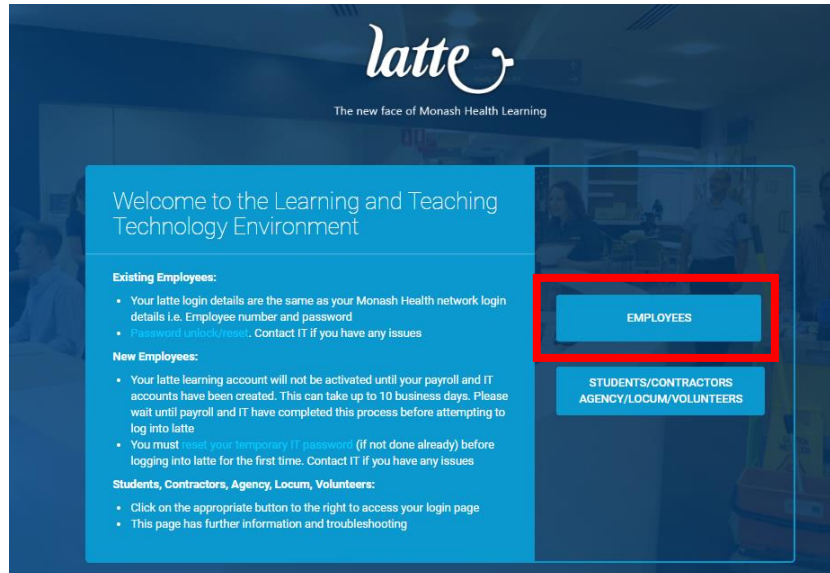 latte
The new face of Monash Health Learning
Welcome to the Learning and Teaching
Technology Environment
Existing Employees:
• Your latte login details are the same as your Monash Health network login
details i.e. Employee number and password
• Password unlock/reset. Contact IT if you have any issues
New Employees:
• Your latte learning account will not be activated until your payroll and IT
accounts have been created. This can take up to 10 business days. Please
wait until payroll and IT have completed this process before attempting to
log into latte
• You must reset your temporary IT password (if not done already) before
logging into latte for the first time. Contact IT if you have any issues
Students, Contractors, Agency, Locum, Volunteers:
• Click on the appropriate button to the right to access your login page
• This page has further information and troubleshooting
EMPLOYEES
STUDENTS/CONTRACTORS
AGENCY/LOCUM/VOLUNTEERS